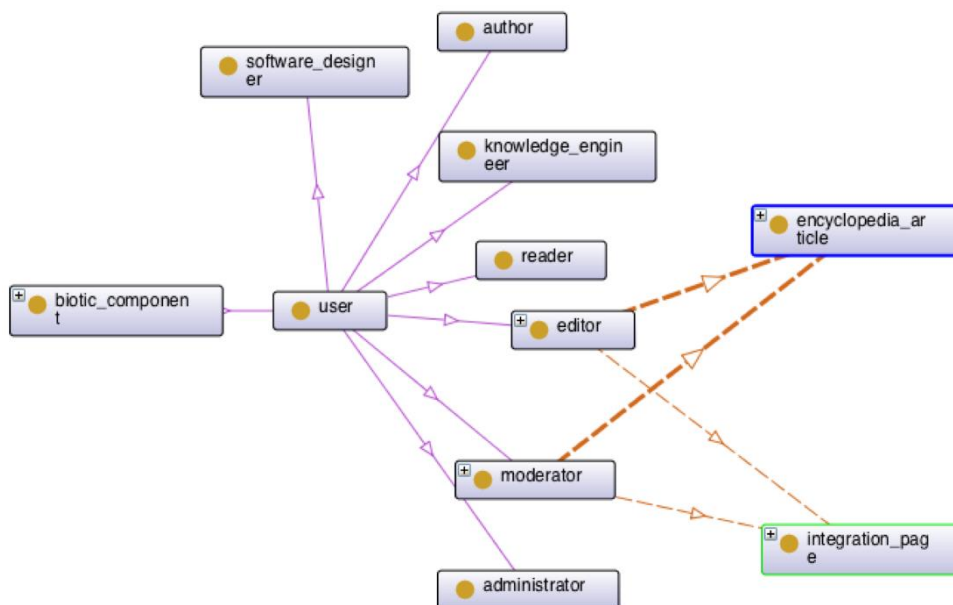 author
software_design
er
knowledge_engin
eer
encyclopedia_ar
ticle
reader
biotic_componen
t
user
editor
moderator
integration_pag
e
administrator